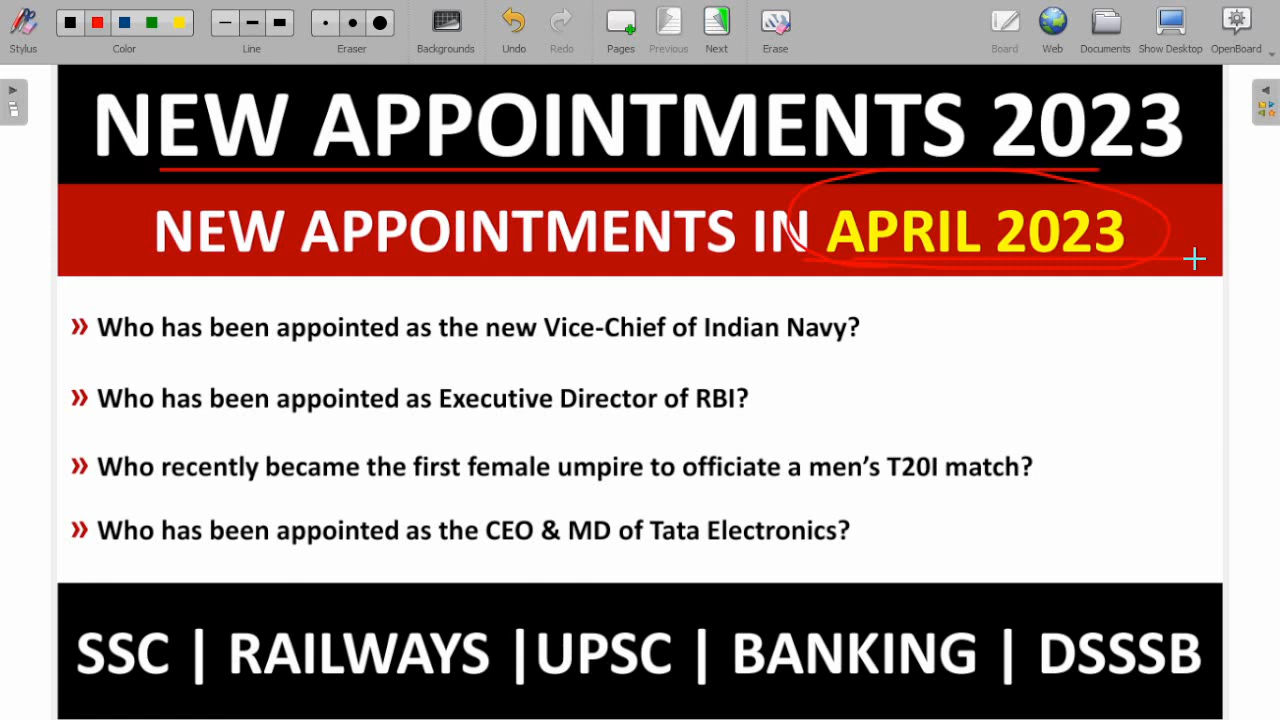 Stylus
Color
Line
Eraser
Backgrounds
Undo
Redo
Pages
Previous
Next
Erase
Board
Web
Documents
Show Desktop
OpenBoard
NEW APPOINTMENTS 2023
NEW APPOINTMENTS IN APRIL 2023
» Who has been appointed as the new Vice-Chief of Indian Navy?
» Who has been appointed as Executive Director of RBI?
» Who recently became the first female umpire to officiate a men’s T20I match?
» Who has been appointed as the CEO & MD of Tata Electronics?
SSC | RAILWAYS |UPSC | BANKING | DSSSB